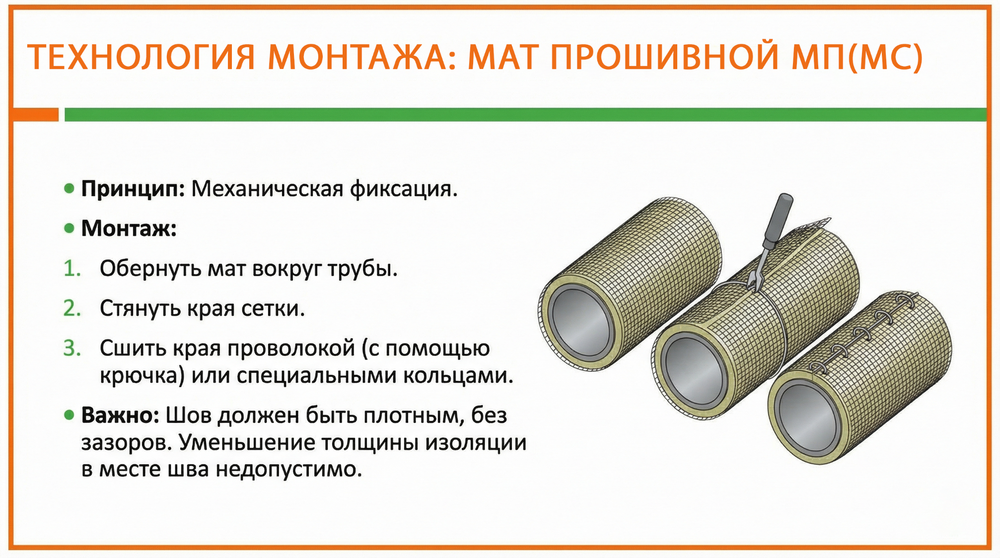 ТЕХНОЛОГИЯ МОНТАЖА: МАТ ПРОШИВНОЙ МП(МС)
• Принцип: Механическая фиксация.
• Монтаж:
1. Обернуть мат вокруг трубы.
2. Стянуть края сетки.
3. Сшить края проволокой (с помощью
крючка) или специальными кольцами.
• Важно: Шов должен быть плотным, без
зазоров. Уменьшение толщины изоляции
в месте шва недопустимо.